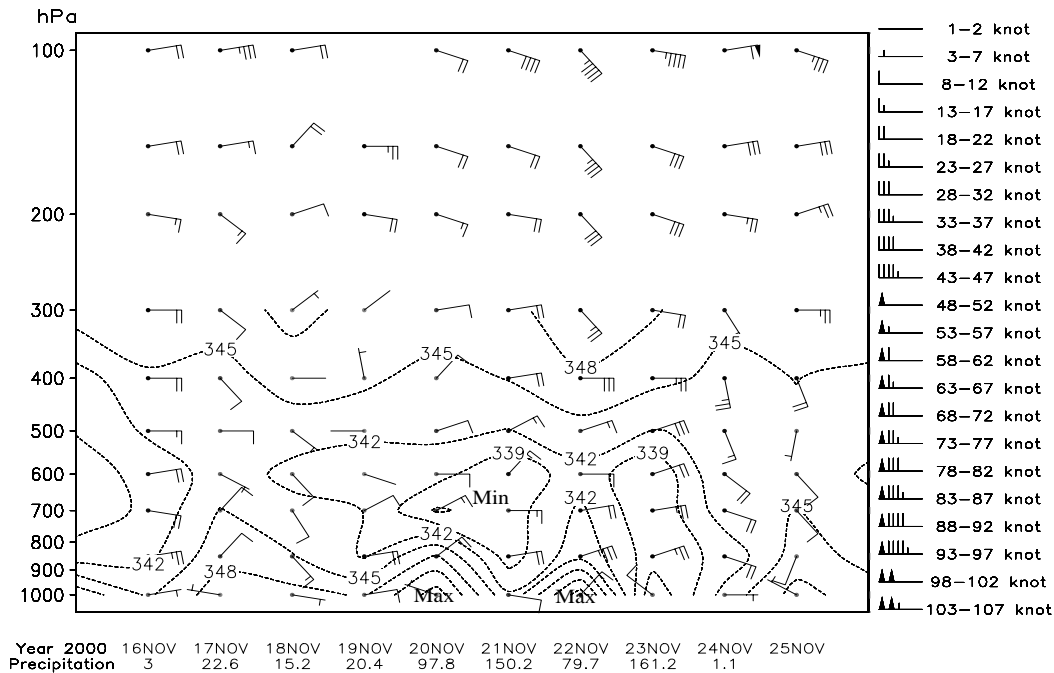 hPa
100
200
300
400
500
600
700
800
900
1000
345
345
345
348
342
339
342
339
Min
342
345
342
342
348
345
Max
Max
1-2 knot
3-7 knot
8-12 knot
13-17 knot
18-22 knot
23-27 knot
28-32 knot
33-37 knot
38-42 knot
43-47 knot
48-52 knot
53-57 knot
58-62 knot
63-67 knot
68-72 knot
73-77 knot
78-82 knot
83-87 knot
88-92 knot
93-97 knot
98-102 knot
103-107 knot
Year 2000 16NOV 17NOV 18NOV 19NOV 20NOV 21NOV 22NOV 23NOV 24NOV 25NOV
Precipitation 3 22.6 15.2 20.4 97.8 150.2 79.7 161.2 1.1